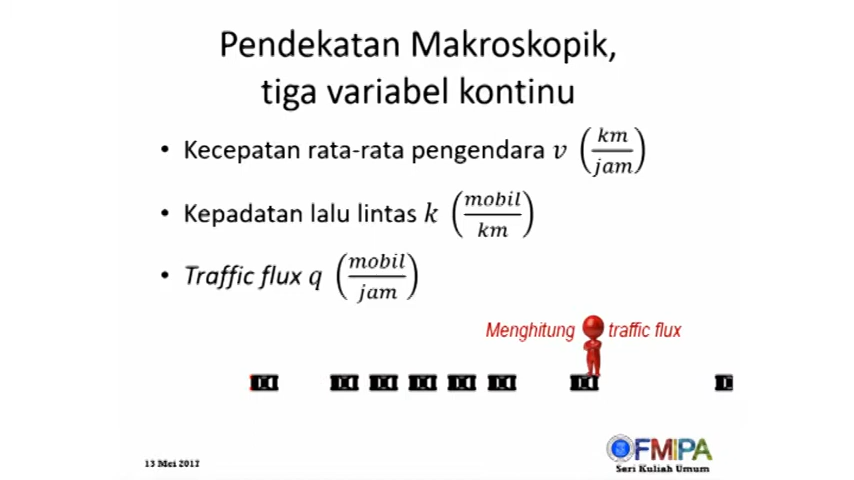 Pendekatan Makroskopik,
tiga variabel kontinu
• Kecepatan rata-rata pengendara v (km/jam)
• Kepadatan lalu lintas k (mobil/km)
• Traffic flux q (mobil/jam)
Menghitung traffic flux
13 Mei 2017
FMIPA
Seri Kuliah Umum